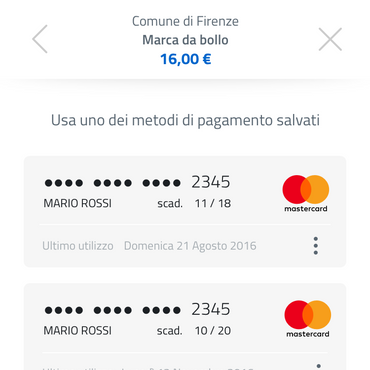 Comune di Firenze
Marca da bollo
16,00 €
Usa uno dei metodi di pagamento salvati
●●●● ●●●● ●●●● 2345
MARIO ROSSI scad. 11 / 18
mastercard
Ultimo utilizzo Domenica 21 Agosto 2016
●●●● ●●●● ●●●● 2345
MARIO ROSSI scad. 10 / 20
mastercard